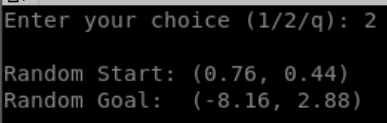 Enter your choice (1/2/q): 2
Random Start: (0.76, 0.44)
Random Goal:  (-8.16, 2.88)